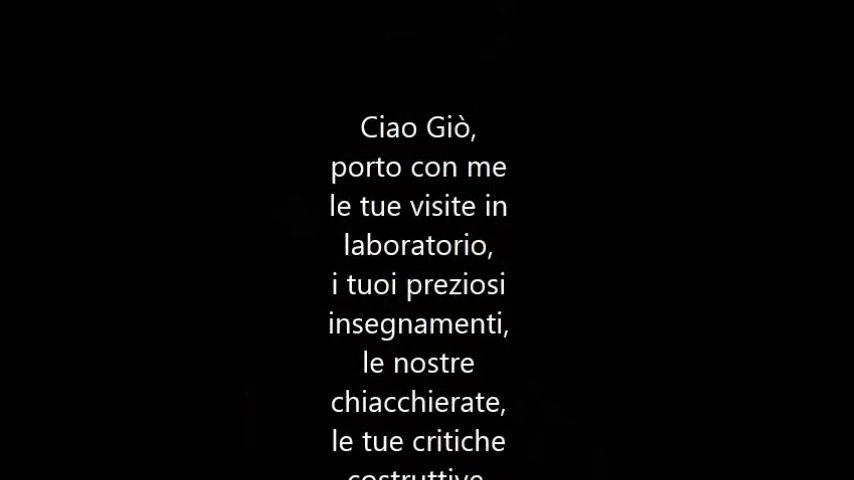 Ciao Giò,
porto con me
le tue visite in
laboratorio,
i tuoi preziosi
insegnamenti,
le nostre
chiacchierate,
le tue critiche
costruttive